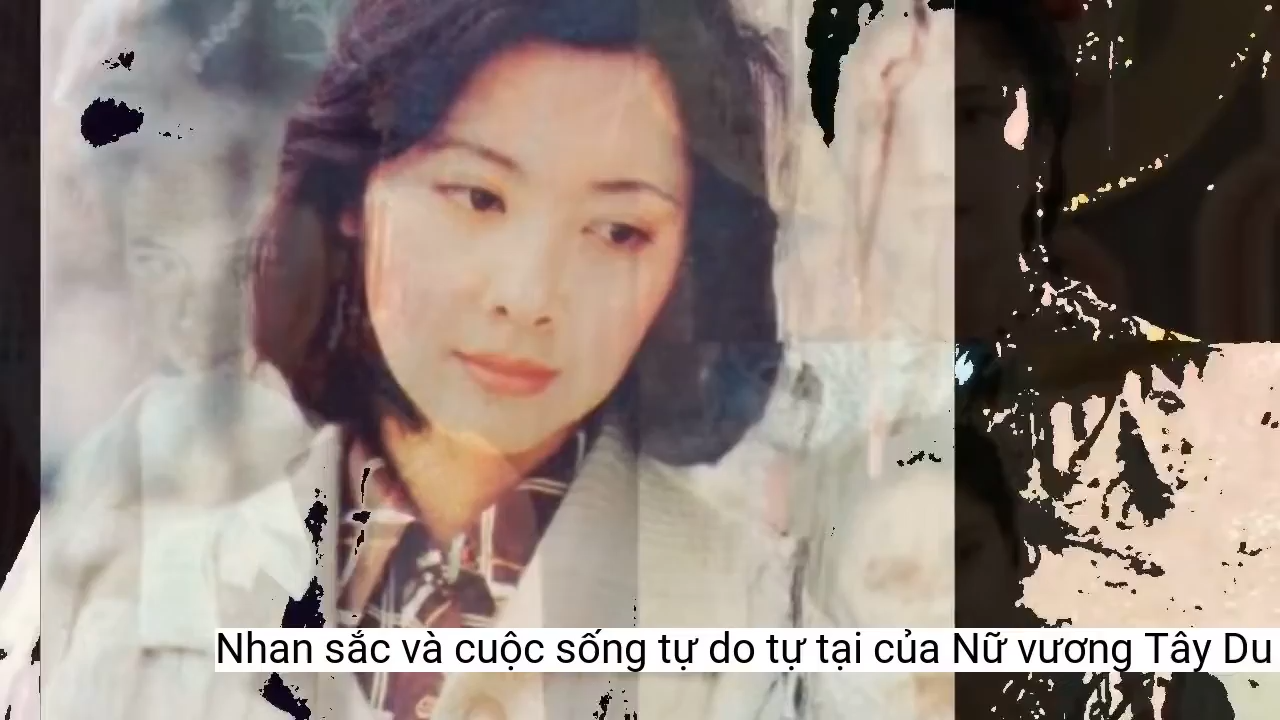 Nhan sắc và cuộc sống tự do tự tại của Nữ vương Tây Du